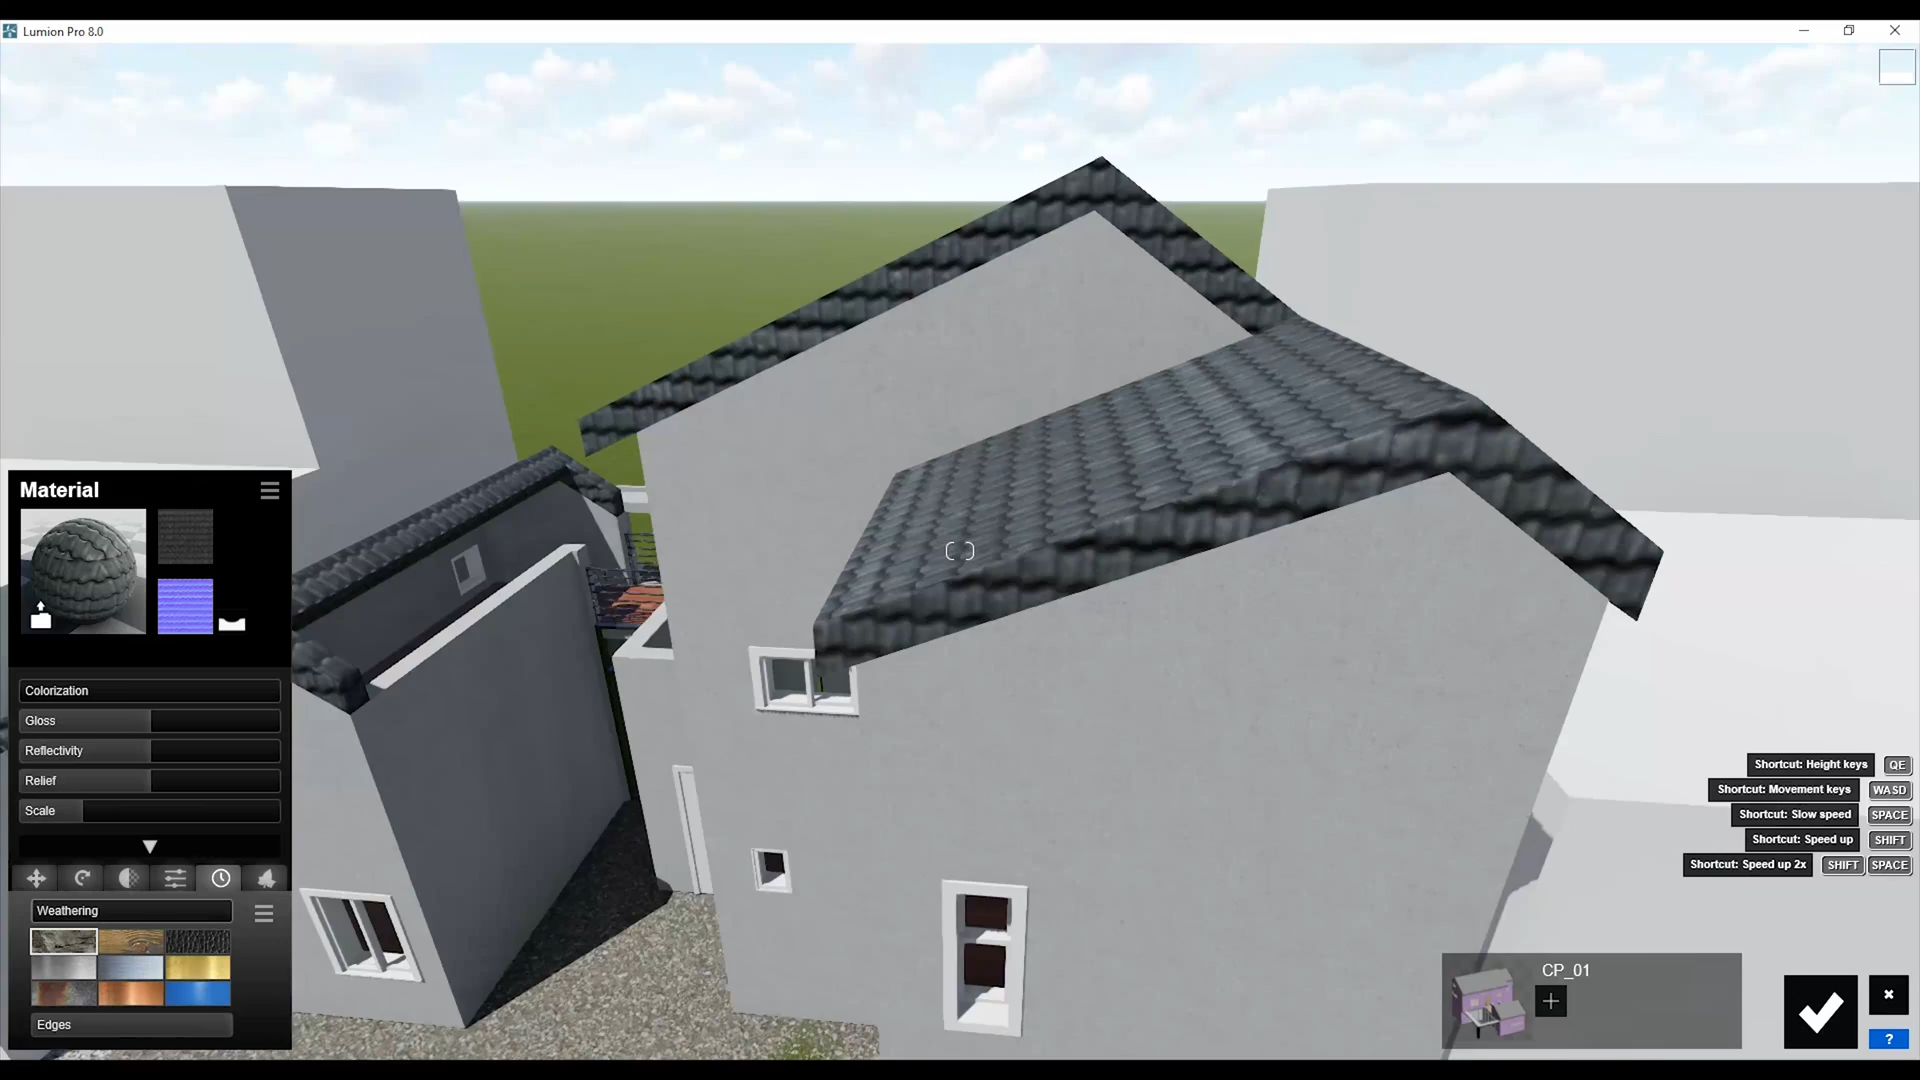 Lumion Pro 8.0
Material
Colorization
Gloss
Reflectivity
Relief
Scale
Weathering
Edges
Shortcut: Height keys QE
Shortcut: Movement keys WASD
Shortcut: Slow speed SPACE
Shortcut: Speed up SHIFT
Shortcut: Speed up 2x SHIFT SPACE
CP_01
?